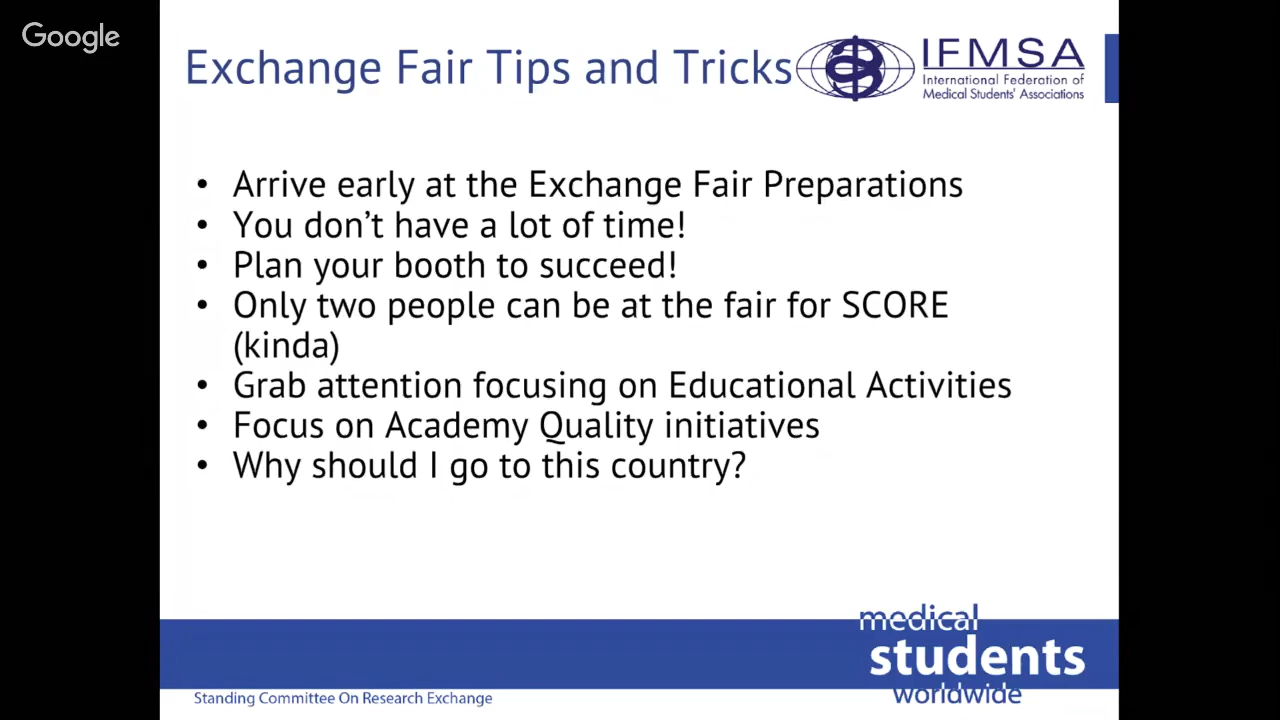 Google
Exchange Fair Tips and Tricks
IFMSA
International Federation of
Medical Students' Associations
• Arrive early at the Exchange Fair Preparations
• You don’t have a lot of time!
• Plan your booth to succeed!
• Only two people can be at the fair for SCORE
(kinda)
• Grab attention focusing on Educational Activities
• Focus on Academy Quality initiatives
• Why should I go to this country?
medical
students
worldwide
Standing Committee On Research Exchange